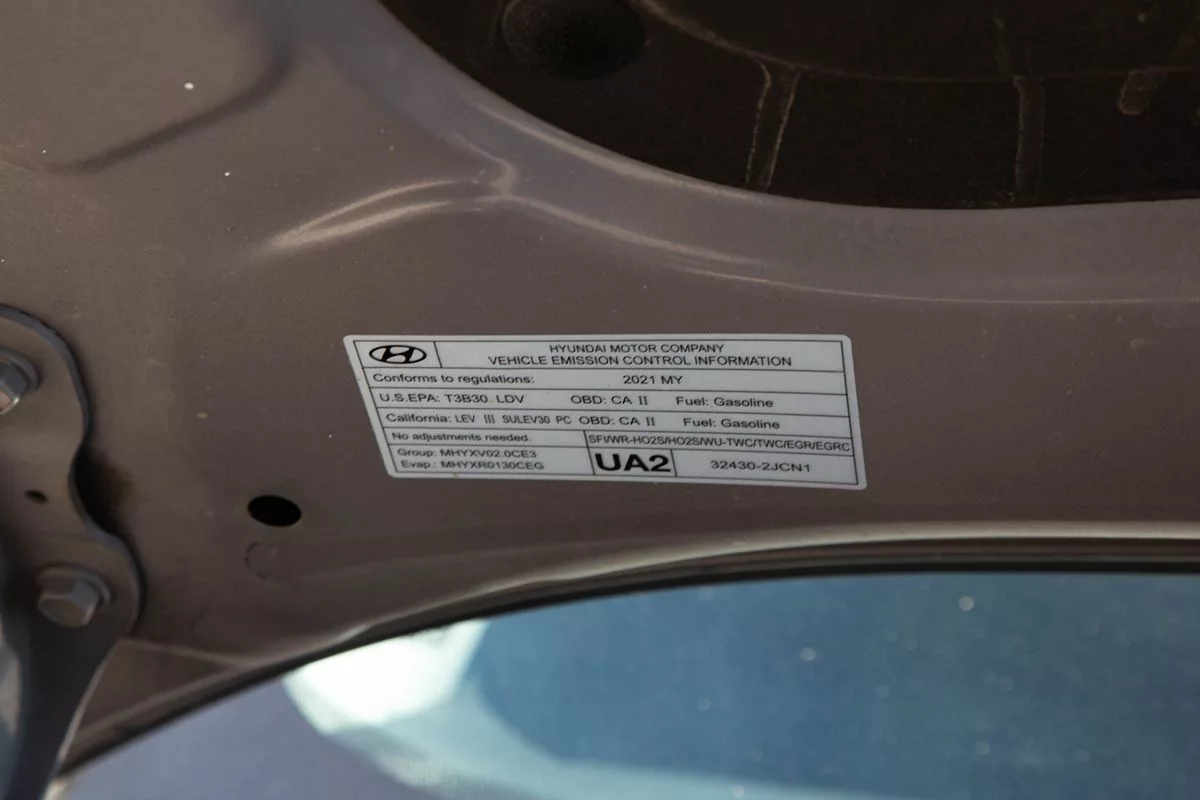 HYUNDAI MOTOR COMPANY
VEHICLE EMISSION CONTROL INFORMATION
Conforms to regulations: 2021 MY
U.S.EPA: T3B30 LDV OBD: CA II Fuel: Gasoline
California: LEV III SULEV30 PC OBD: CA II Fuel: Gasoline
No adjustments needed. SFI/WR-HO2S/HO2S/WU-TWC/TWC/EGR/EGRC
Group: MHYXV02.0CE3
Evap.: MHYXR0130CEG
UA2 32430-2JCN1